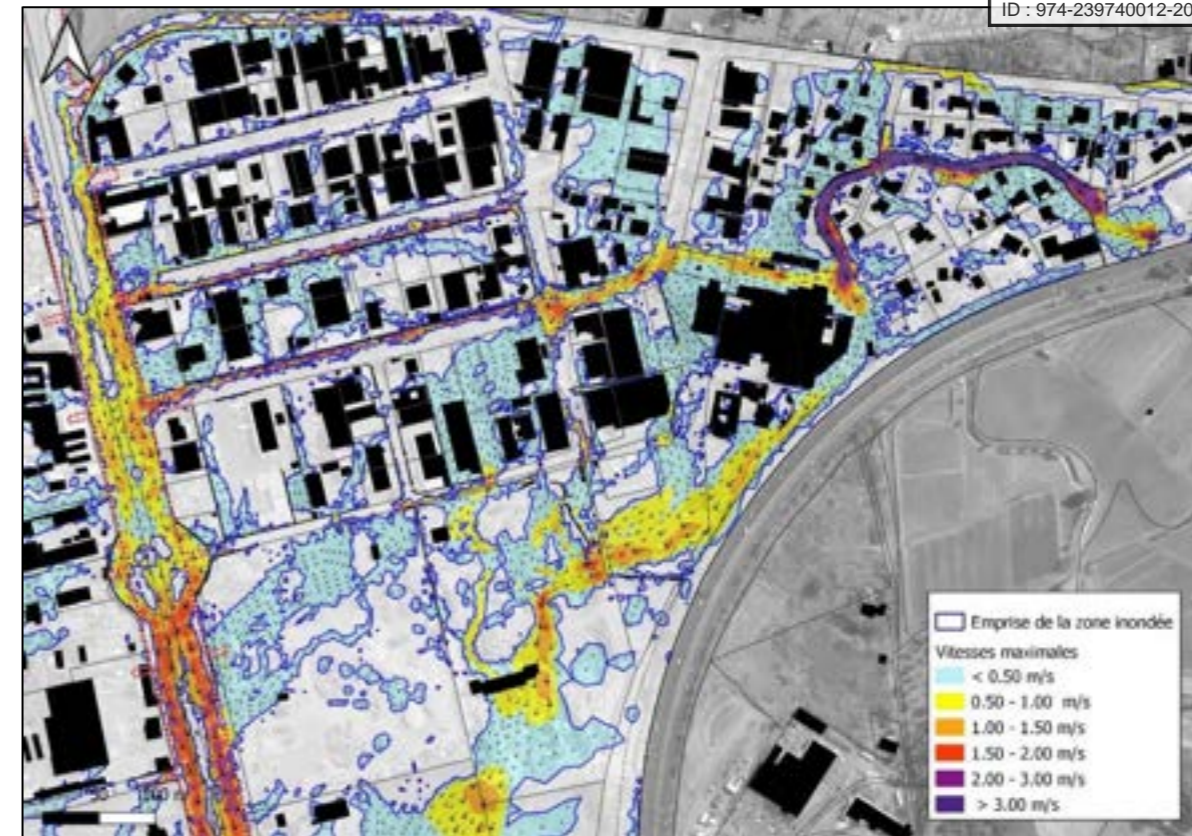 ID : 974-239740012-20
Emprise de la zone inondée
Vitesses maximales
< 0.50 m/s
0.50 - 1.00 m/s
1.00 - 1.50 m/s
1.50 - 2.00 m/s
2.00 - 3.00 m/s
> 3.00 m/s